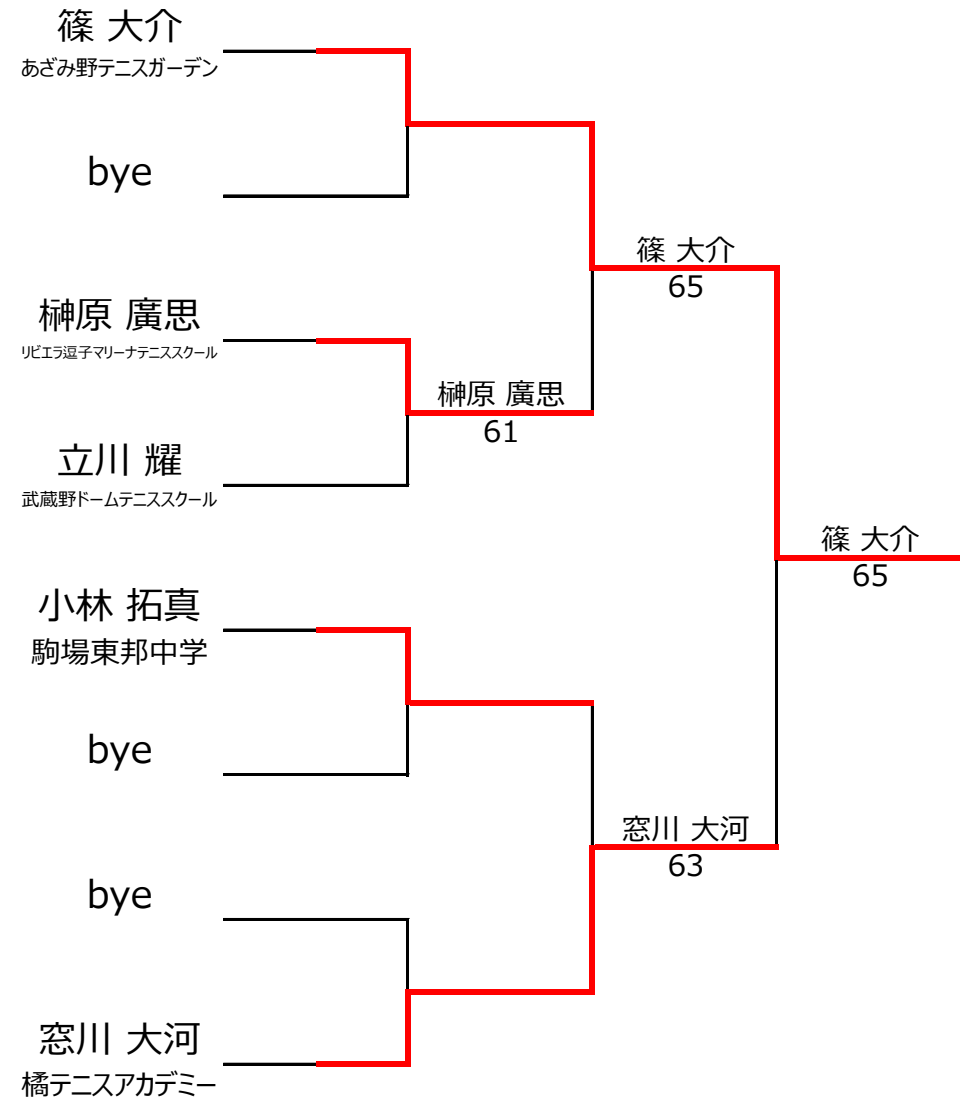 篠 大介
あざみ野テニスガーデン
bye
榊原 廣思
リビエラ逗子マリーナテニススクール
立川 耀
武蔵野ドームテニススクール
小林 拓真
駒場東邦中学
bye
bye
窓川 大河
橘テニスアカデミー
榊原 廣思
61
篠 大介
65
窓川 大河
63
篠 大介
65